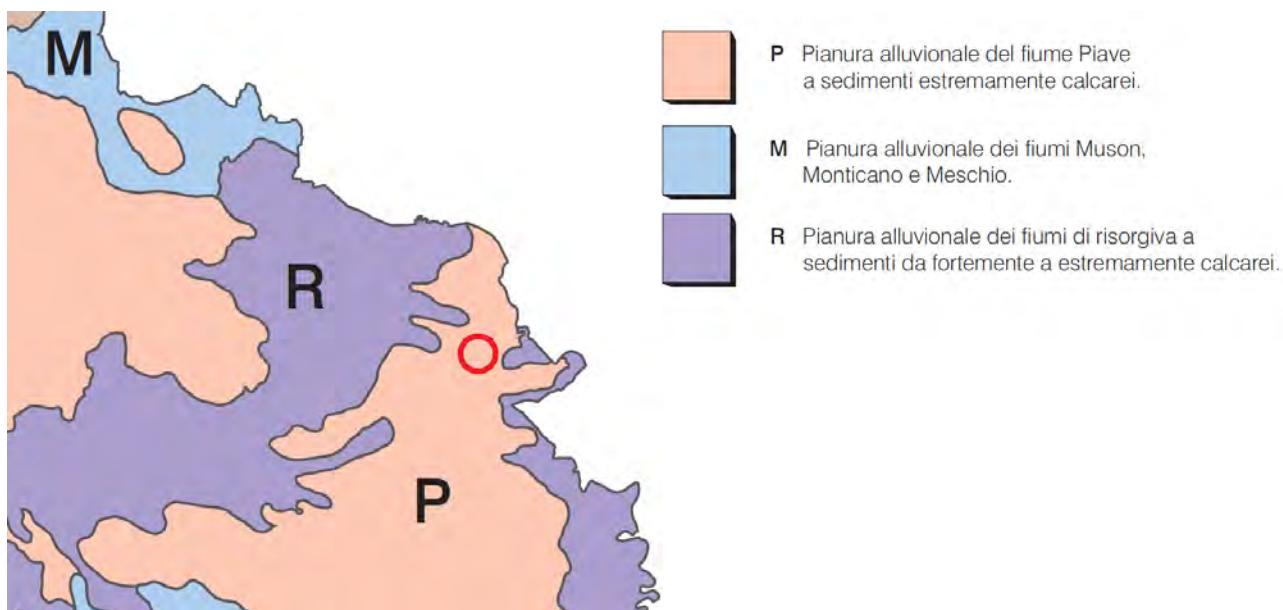 M
R
P
P Pianura alluvionale del fiume Piave
a sedimenti estremamente calcarei.
M Pianura alluvionale dei fiumi Muson,
Monticano e Meschio.
R Pianura alluvionale dei fiumi di risorgiva a
sedimenti da fortemente a estremamente calcarei.